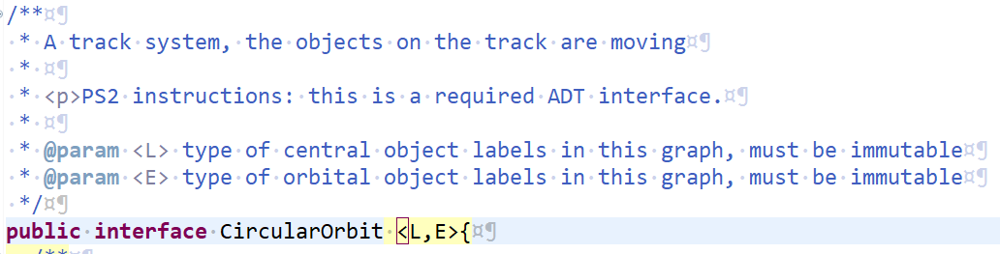 /**
 * A track system, the objects on the track are moving
 *
 * <p>PS2 instructions: this is a required ADT interface.
 *
 * @param <L> type of central object labels in this graph, must be immutable
 * @param <E> type of orbital object labels in this graph, must be immutable
 */
public interface CircularOrbit <L,E>{
/**